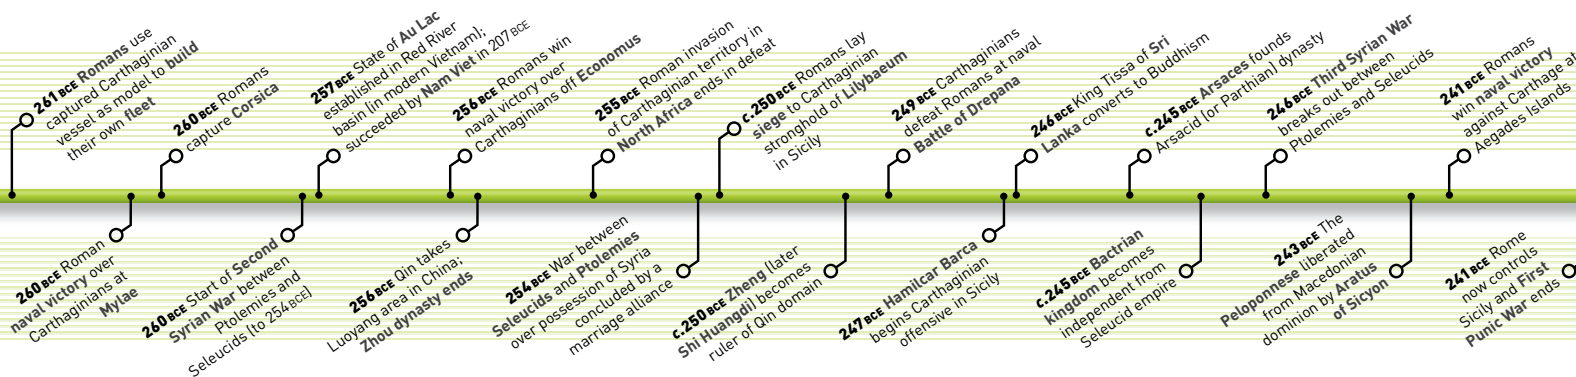 261 BCE Romans use
captured Carthaginian
vessel as model to build
their own fleet
260 BCE Romans
capture Corsica
257 BCE State of Au Lac
established in Red River
basin (in modern Vietnam);
succeeded by Nam Viet in 207 BCE
256 BCE Romans win
naval victory over
Carthaginians off Economus
255 BCE Roman invasion
of Carthaginian territory in
North Africa ends in defeat
c.250 BCE Romans lay
siege to Carthaginian
stronghold of Lilybaeum
in Sicily
249 BCE Carthaginians
defeat Romans at naval
Battle of Drepana
246 BCE King Tissa of Sri
Lanka converts to Buddhism
c.245 BCE Arsaces founds
Arsacid (or Parthian) dynasty
246 BCE Third Syrian War
breaks out between
Ptolemies and Seleucids
241 BCE Romans
win naval victory
against Carthage at
Aegades Islands
260 BCE Roman
naval victory over
Carthaginians at
Mylae
260 BCE Start of Second
Syrian War between
Ptolemies and
Seleucids (to 254 BCE)
256 BCE Qin takes
Luoyang area in China;
Zhou dynasty ends
254 BCE War between
Seleucids and Ptolemies
over possession of Syria
concluded by a
marriage alliance
c.250 BCE Zheng (later
Shi Huangdi) becomes
ruler of Qin domain
247 BCE Hamilcar Barca
begins Carthaginian
offensive in Sicily
c.245 BCE Bactrian
kingdom becomes
independent from
Seleucid empire
243 BCE The
Peloponnese liberated
from Macedonian
dominion by Aratus
of Sicyon
241 BCE Rome
now controls
Sicily and First
Punic War ends